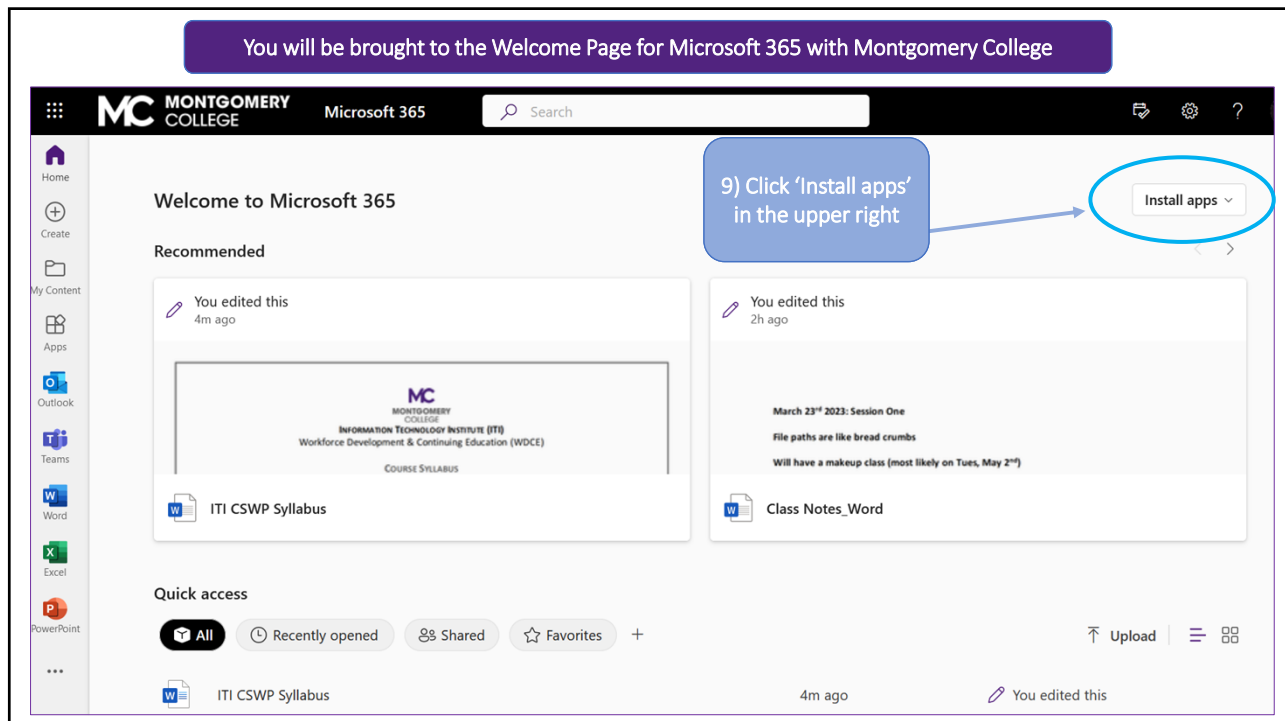 You will be brought to the Welcome Page for Microsoft 365 with Montgomery College
MC MONTGOMERY
COLLEGE
Microsoft 365
Search
?
Home
Create
My Content
Apps
Outlook
Teams
Word
Excel
PowerPoint
Welcome to Microsoft 365
9) Click ‘Install apps’
in the upper right
Install apps
Recommended
You edited this
4m ago
MC
MONTGOMERY
COLLEGE
INFORMATION TECHNOLOGY INSTITUTE (ITI)
Workforce Development & Continuing Education (WDCE)
COURSE SYLLABUS
ITI CSWP Syllabus
You edited this
2h ago
March 23rd 2023: Session One
File paths are like bread crumbs
Will have a makeup class (most likely on Tues, May 2nd)
Class Notes_Word
Quick access
All
Recently opened
Shared
Favorites
+
Upload
ITI CSWP Syllabus
4m ago
You edited this